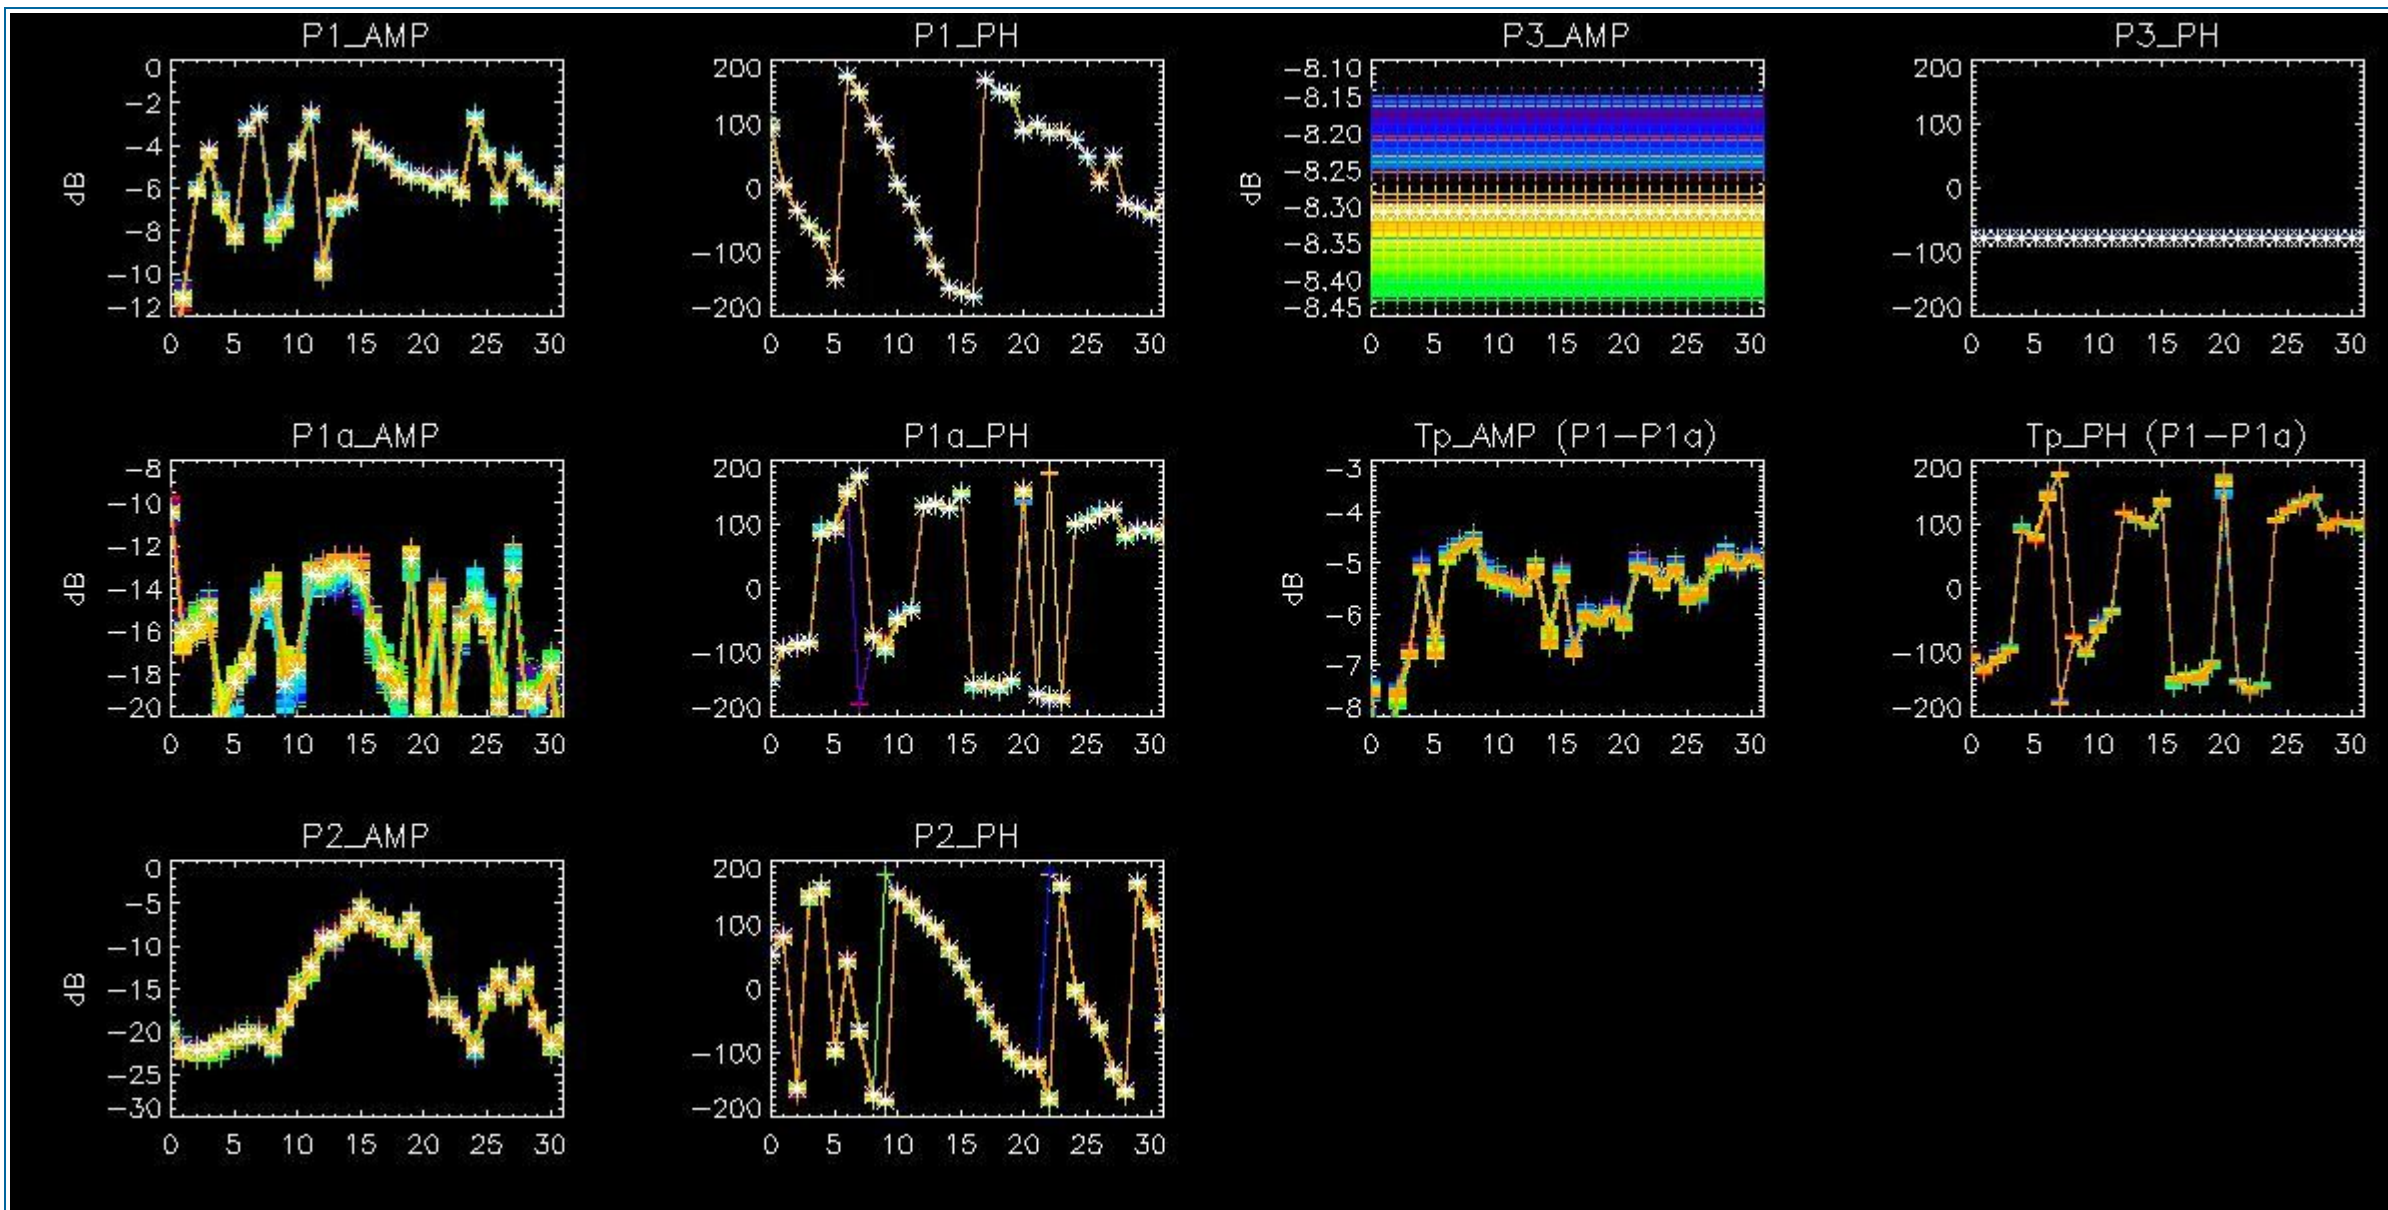 P1_AMP
P1_PH
P3_AMP
P3_PH
0
−2
−4
−6
−8
−10
−12
dB
0 5 10 15 20 25 30
200
100
0
−100
−200
0 5 10 15 20 25 30
−8.10
−8.15
−8.20
−8.25
−8.30
−8.35
−8.40
−8.45
dB
0 5 10 15 20 25 30
200
100
0
−100
−200
0 5 10 15 20 25 30
P1a_AMP
P1a_PH
Tp_AMP (P1−P1a)
Tp_PH (P1−P1a)
−8
−10
−12
−14
−16
−18
−20
dB
0 5 10 15 20 25 30
200
100
0
−100
−200
0 5 10 15 20 25 30
−3
−4
−5
−6
−7
−8
dB
0 5 10 15 20 25 30
200
100
0
−100
−200
0 5 10 15 20 25 30
P2_AMP
P2_PH
0
−5
−10
−15
−20
−25
−30
dB
0 5 10 15 20 25 30
200
100
0
−100
−200
0 5 10 15 20 25 30